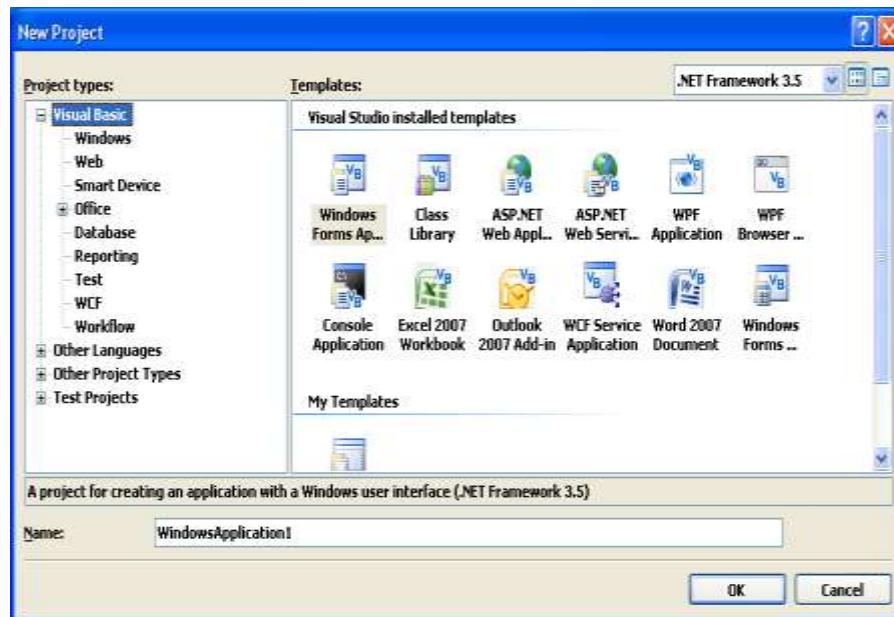 New Project
Project types:
Templates:
.NET Framework 3.5
Visual Basic
Windows
Web
Smart Device
Office
Database
Reporting
Test
WCF
Workflow
Other Languages
Other Project Types
Test Projects
Visual Studio installed templates
Windows Forms Ap...
Class Library
ASP.NET Web Appl...
ASP.NET Web Servi...
WPF Application
WPF Browser ...
Console Application
Excel 2007 Workbook
Outlook 2007 Add-in
WCF Service Application
Word 2007 Document
Windows Forms ...
My Templates
A project for creating an application with a Windows user interface (.NET Framework 3.5)
Name:
WindowsApplication1
OK
Cancel